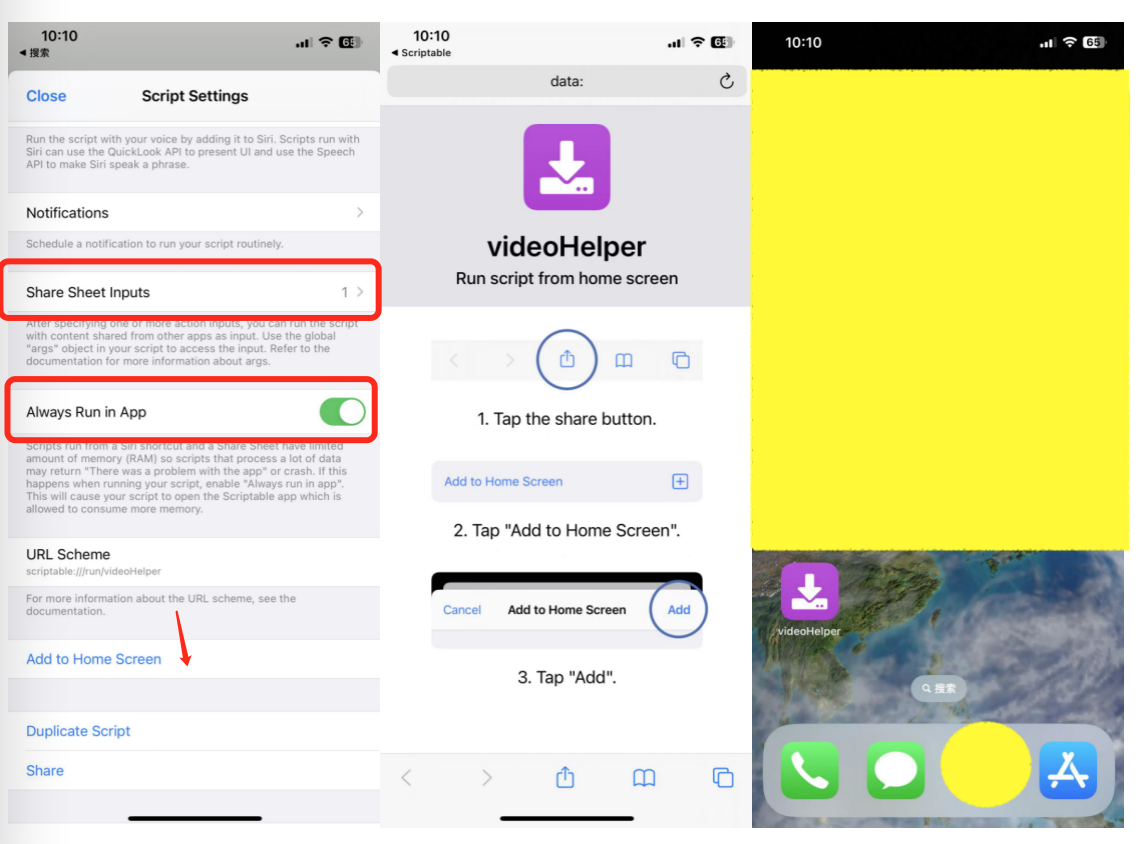 10:10
65
◀ 搜索
Close
Script Settings
Run the script with your voice by adding it to Siri. Scripts run with
Siri can use the QuickLook API to present UI and use the Speech
API to make Siri speak a phrase.
Notifications
Schedule a notification to run your script routinely.
Share Sheet Inputs
1
After specifying one or more action inputs, you can run the script
with content shared from other apps as input. Use the global
"args" object in your script to access the input. Refer to the
documentation for more information about args.
Always Run in App
Scripts run from a Siri shortcut and a Share Sheet have limited
amount of memory (RAM) so scripts that process a lot of data
may return "There was a problem with the app" or crash. If this
happens when running your script, enable "Always run in app".
This will cause your script to open the Scriptable app which is
allowed to consume more memory.
URL Scheme
scriptable:///run/videoHelper
For more information about the URL scheme, see the
documentation.
Add to Home Screen
Duplicate Script
Share
10:10
65
◀ Scriptable
data:
videoHelper
Run script from home screen
1. Tap the share button.
Add to Home Screen
2. Tap "Add to Home Screen".
Cancel
Add to Home Screen
Add
3. Tap "Add".
10:10
65
videoHelper
搜索